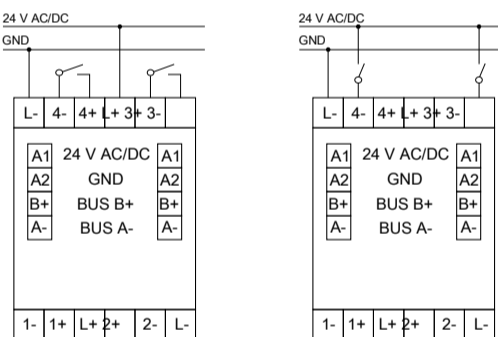 24 V AC/DC
GND
L- 4- 4+ L+ 3+ 3-
A1 24 V AC/DC A1
A2 GND A2
B+ BUS B+ B+
A- BUS A- A-
1- 1+ L+ 2+ 2- L-
24 V AC/DC
GND
L- 4- 4+ L+ 3+ 3-
A1 24 V AC/DC A1
A2 GND A2
B+ BUS B+ B+
A- BUS A- A-
1- 1+ L+ 2+ 2- L-